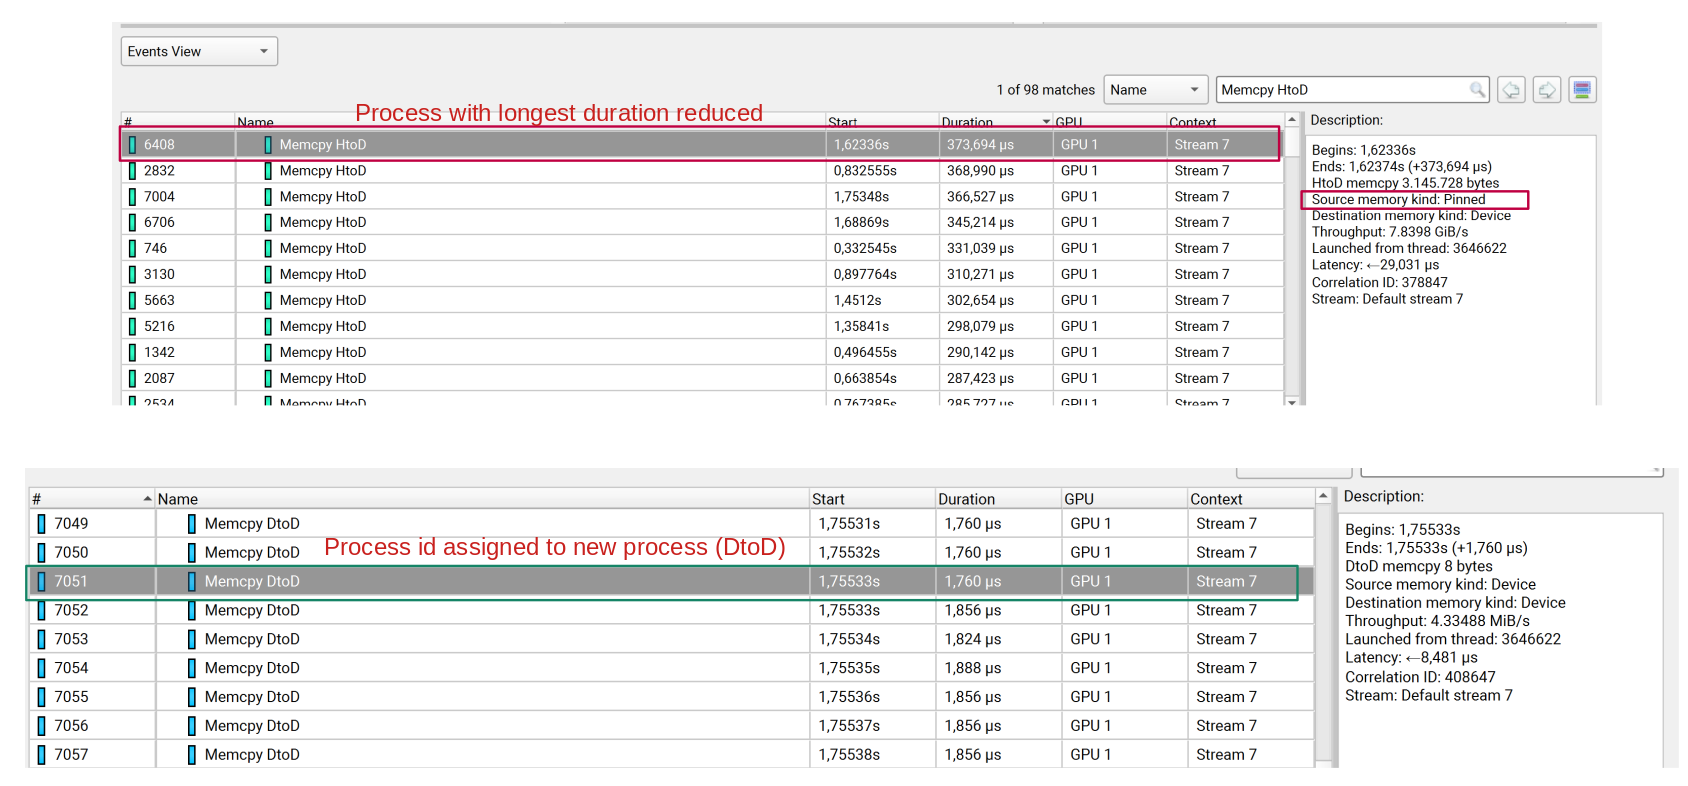 Events View
1 of 98 matches Name Memcpy HtoD
Process with longest duration reduced
# Name Start Duration GPU Context
6408 Memcpy HtoD 1,62336s 373,694 µs GPU 1 Stream 7
2832 Memcpy HtoD 0,832555s 368,990 µs GPU 1 Stream 7
7004 Memcpy HtoD 1,75348s 366,527 µs GPU 1 Stream 7
6706 Memcpy HtoD 1,68869s 345,214 µs GPU 1 Stream 7
746 Memcpy HtoD 0,332545s 331,039 µs GPU 1 Stream 7
3130 Memcpy HtoD 0,897764s 310,271 µs GPU 1 Stream 7
5663 Memcpy HtoD 1,4512s 302,654 µs GPU 1 Stream 7
5216 Memcpy HtoD 1,35841s 298,079 µs GPU 1 Stream 7
1342 Memcpy HtoD 0,496455s 290,142 µs GPU 1 Stream 7
2087 Memcpy HtoD 0,663854s 287,423 µs GPU 1 Stream 7
2534 Memcpy HtoD 0,767385s 285,727 µs GPU 1 Stream 7
Description:
Begins: 1,62336s
Ends: 1,62374s (+373,694 µs)
HtoD memcpy 3.145.728 bytes
Source memory kind: Pinned
Destination memory kind: Device
Throughput: 7.8398 GiB/s
Launched from thread: 3646622
Latency: ←29,031 µs
Correlation ID: 378847
Stream: Default stream 7
# Name Start Duration GPU Context
7049 Memcpy DtoD 1,75531s 1,760 µs GPU 1 Stream 7
7050 Memcpy DtoD 1,75532s 1,760 µs GPU 1 Stream 7
Process id assigned to new process (DtoD)
7051 Memcpy DtoD 1,75533s 1,760 µs GPU 1 Stream 7
7052 Memcpy DtoD 1,75533s 1,856 µs GPU 1 Stream 7
7053 Memcpy DtoD 1,75534s 1,824 µs GPU 1 Stream 7
7054 Memcpy DtoD 1,75535s 1,888 µs GPU 1 Stream 7
7055 Memcpy DtoD 1,75536s 1,856 µs GPU 1 Stream 7
7056 Memcpy DtoD 1,75537s 1,856 µs GPU 1 Stream 7
7057 Memcpy DtoD 1,75538s 1,856 µs GPU 1 Stream 7
Description:
Begins: 1,75533s
Ends: 1,75533s (+1,760 µs)
DtoD memcpy 8 bytes
Source memory kind: Device
Destination memory kind: Device
Throughput: 4.33488 MiB/s
Launched from thread: 3646622
Latency: ←8,481 µs
Correlation ID: 408647
Stream: Default stream 7